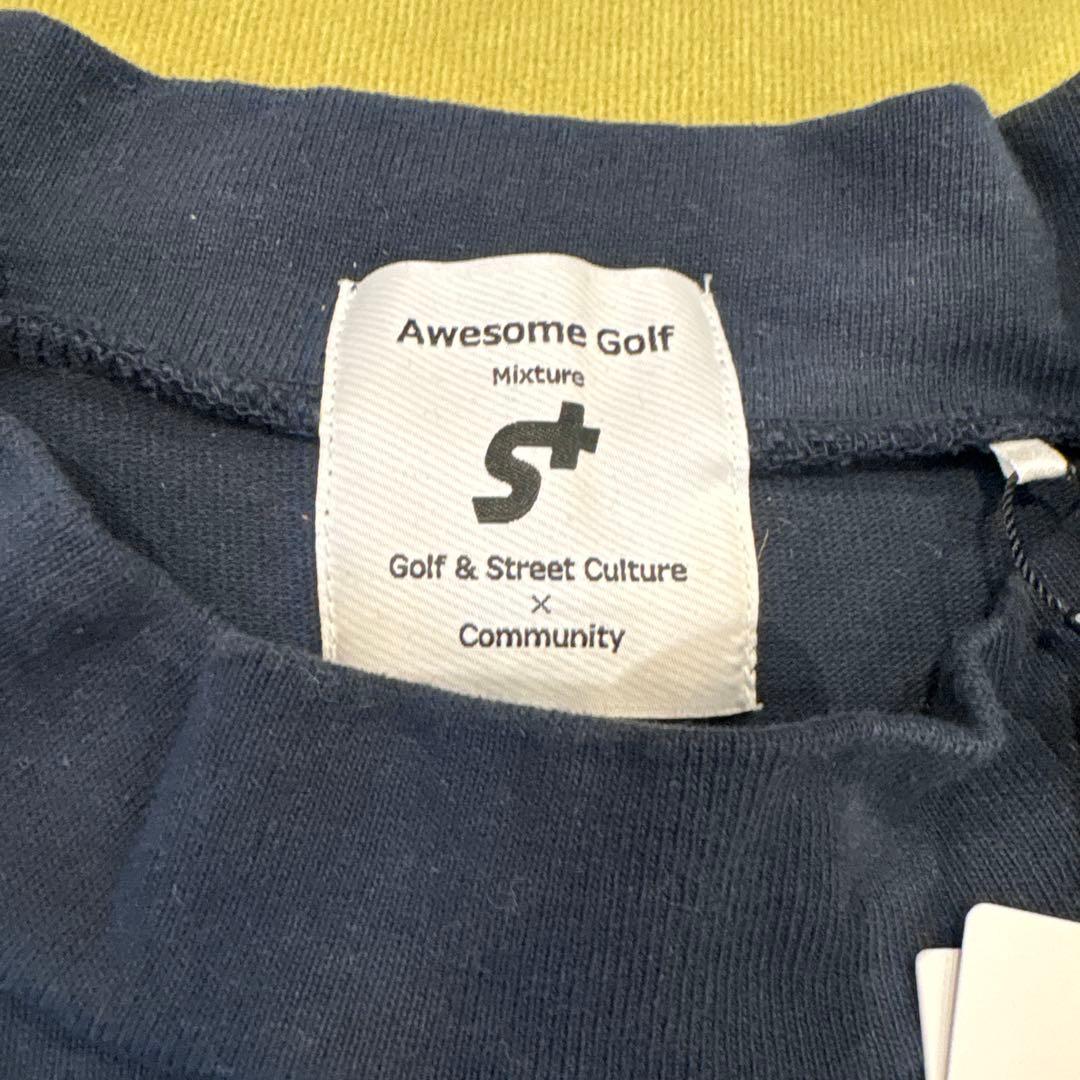 Awesome Golf
Mixture
S+
Golf & Street Culture
×
Community